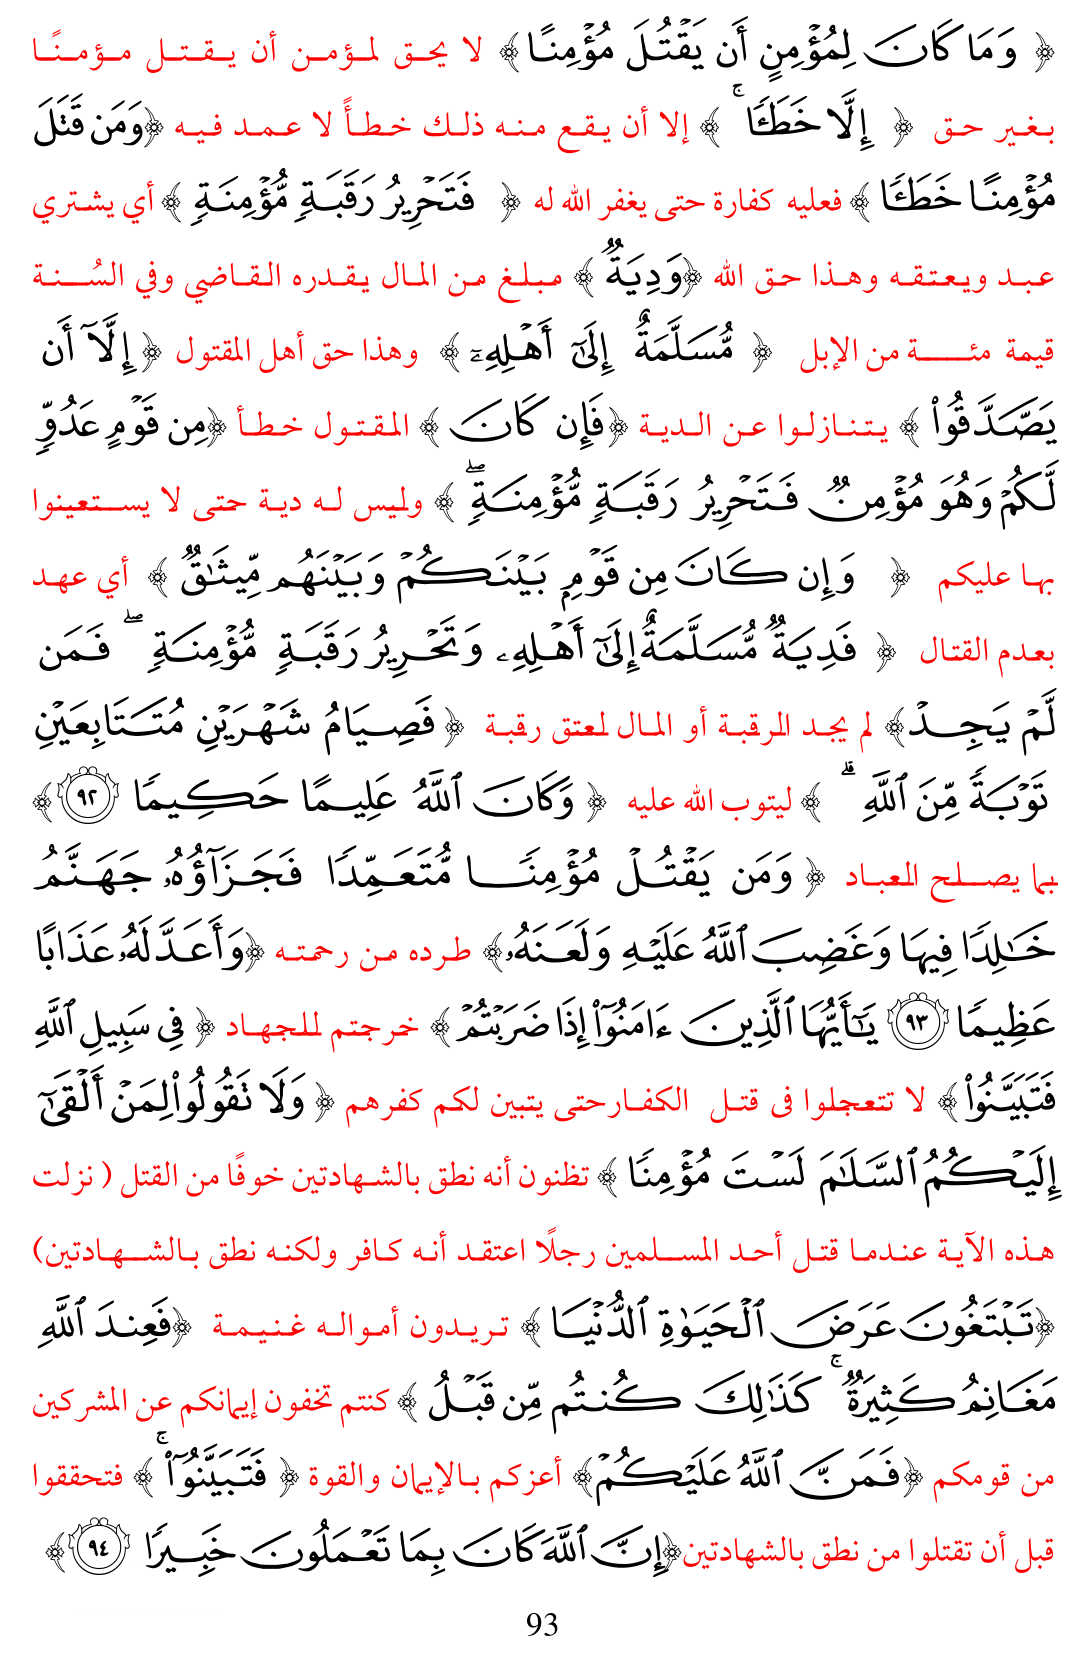 ﴿ وَمَا كَانَ لِمُؤْمِنٍ أَن يَقْتُلَ مُؤْمِنًا﴾ لا يحق لمؤمن أن يقتل مؤمنًا
بغير حق ﴿ إِلَّا خَطَـًٔا ۚ ﴾ إلا أن يقع منه ذلك خطأً لا عمد فيه ﴿وَمَن قَتَلَ
مُؤْمِنًا خَطَـًٔا ﴾ فعليه كفارة حتى يغفر الله له ﴿ فَتَحْرِيرُ رَقَبَةٍ مُّؤْمِنَةٍ ﴾ أي يشتري
عبد ويعتقه وهذا حق الله ﴿وَدِيَةٌ ﴾ مبلغ من المال يقدره القاضي وفي السُنة
قيمة مئة من الإبل ﴿ مُّسَلَّمَةٌ إِلَىٰٓ أَهْلِهِۦٓ ﴾ وهذا حق أهل المقتول ﴿ إِلَّآ أَن
يَصَّدَّقُوا۟ ﴾ يتنازلوا عن الدية ﴿فَإِن كَانَ ﴾ المقتول خطأ ﴿مِن قَوْمٍ عَدُوٍّ
لَّكُمْ وَهُوَ مُؤْمِنٌ فَتَحْرِيرُ رَقَبَةٍ مُّؤْمِنَةٍ ۖ ﴾ وليس له دية حتى لا يستعينوا
بها عليكم ﴿ وَإِن كَانَ مِن قَوْمٍ بَيْنَكُمْ وَبَيْنَهُم مِّيثَـٰقٌ ﴾ أي عهد
بعدم القتال ﴿ فَدِيَةٌ مُّسَلَّمَةٌ إِلَىٰٓ أَهْلِهِۦ وَتَحْرِيرُ رَقَبَةٍ مُّؤْمِنَةٍ ۖ فَمَن
لَّمْ يَجِدْ ﴾ لم يجد الرقبة أو المال لعتق رقبة ﴿ فَصِيَامُ شَهْرَيْنِ مُتَتَابِعَيْنِ
تَوْبَةً مِّنَ ٱللَّهِ ۗ ﴾ ليتوب الله عليه ﴿ وَكَانَ ٱللَّهُ عَلِيمًا حَكِيمًا ٩٢ ﴾
بما يصلح العباد ﴿ وَمَن يَقْتُلْ مُؤْمِنًا مُّتَعَمِّدًا فَجَزَآؤُهُۥ جَهَنَّمُ
خَـٰلِدًا فِيهَا وَغَضِبَ ٱللَّهُ عَلَيْهِ وَلَعَنَهُۥ﴾ طرده من رحمته ﴿وَأَعَدَّ لَهُۥ عَذَابًا
عَظِيمًا ٩٣ يَـٰٓأَيُّهَا ٱلَّذِينَ ءَامَنُوٓا۟ إِذَا ضَرَبْتُمْ ﴾ خرجتم للجهاد ﴿ فِى سَبِيلِ ٱللَّهِ
فَتَبَيَّنُوا۟ ﴾ لا تتعجلوا فى قتل الكفارحتى يتبين لكم كفرهم ﴿ وَلَا تَقُولُوا۟ لِمَنْ أَلْقَىٰٓ
إِلَيْكُمُ ٱلسَّلَـٰمَ لَسْتَ مُؤْمِنًا ﴾ تظنون أنه نطق بالشهادتين خوفًا من القتل ( نزلت
هذه الآية عندما قتل أحد المسلمين رجلًا اعتقد أنه كافر ولكنه نطق بالشهادتين)
﴿تَبْتَغُونَ عَرَضَ ٱلْحَيَوٰةِ ٱلدُّنْيَا ﴾ تريدون أمواله غنيمة ﴿فَعِندَ ٱللَّهِ
مَغَانِمُ كَثِيرَةٌ ۚ كَذَٰلِكَ كُنتُم مِّن قَبْلُ ﴾ كنتم تخفون إيمانكم عن المشركين
من قومكم ﴿فَمَنَّ ٱللَّهُ عَلَيْكُمْ﴾ أعزكم بالإيمان والقوة ﴿ فَتَبَيَّنُوٓا۟ ۚ ﴾ فتحققوا
قبل أن تقتلوا من نطق بالشهادتين﴿إِنَّ ٱللَّهَ كَانَ بِمَا تَعْمَلُونَ خَبِيرًا ٩٤ ﴾
93